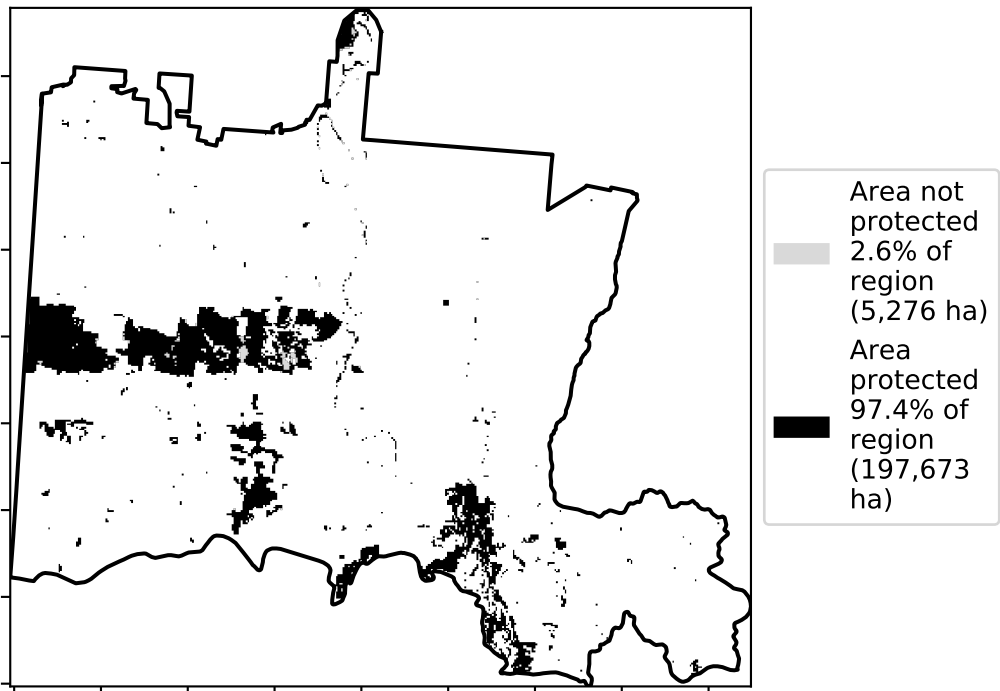 Area not
protected
2.6% of
region
(5,276 ha)
Area
protected
97.4% of
region
(197,673
ha)